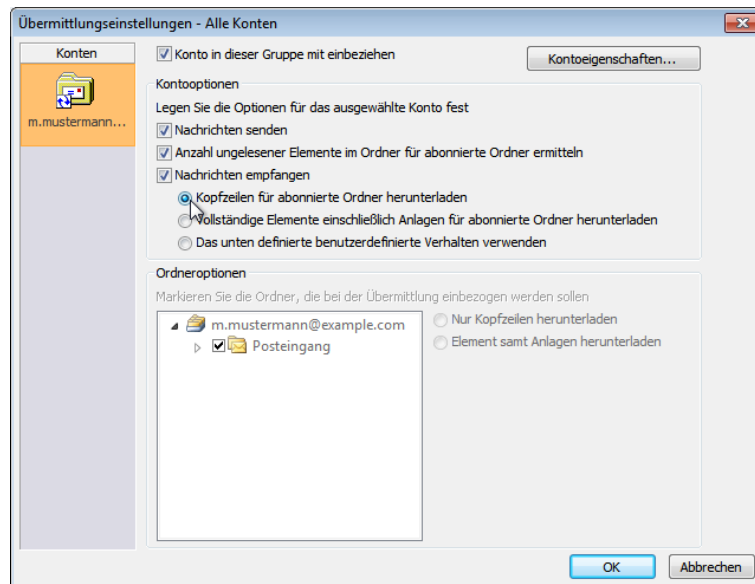 Übermittlungseinstellungen - Alle Konten
Konten
m.mustermann...
Konto in dieser Gruppe mit einbeziehen
Kontoeigenschaften...
Kontooptionen
Legen Sie die Optionen für das ausgewählte Konto fest
Nachrichten senden
Anzahl ungelesener Elemente im Ordner für abonnierte Ordner ermitteln
Nachrichten empfangen
Kopfzeilen für abonnierte Ordner herunterladen
Vollständige Elemente einschließlich Anlagen für abonnierte Ordner herunterladen
Das unten definierte benutzerdefinierte Verhalten verwenden
Ordneroptionen
Markieren Sie die Ordner, die bei der Übermittlung einbezogen werden sollen
m.mustermann@example.com
Posteingang
Nur Kopfzeilen herunterladen
Element samt Anlagen herunterladen
OK
Abbrechen